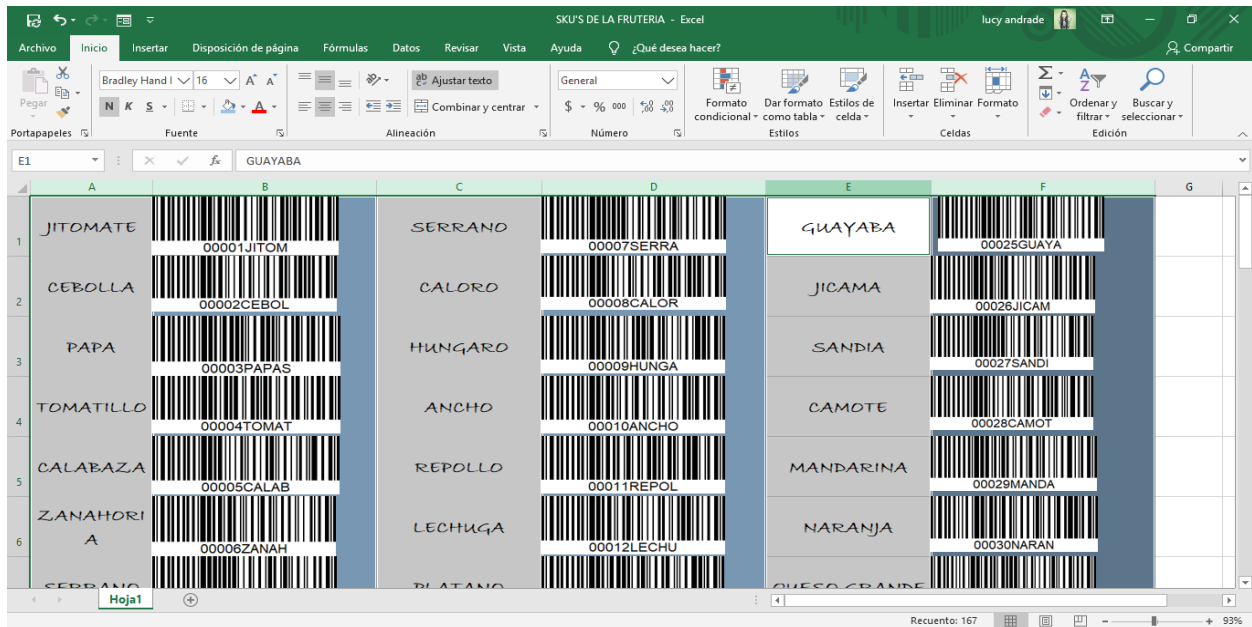 SKU'S DE LA FRUTERIA - Excel
lucy andrade
Archivo Inicio Insertar Disposición de página Fórmulas Datos Revisar Vista Ayuda ¿Qué desea hacer? Compartir
Pegar
Bradley Hand I 16 A A
Ajustar texto
General
N K S A
Combinar y centrar
$ % 000
Formato condicional
Dar formato como tabla
Estilos de celda
Insertar Eliminar Formato
Ordenar y filtrar
Buscar y seleccionar
Portapapeles Fuente Alineación Número Estilos Celdas Edición
E1 fx GUAYABA
A B C D E F G
1 JITOMATE 00001JITOM SERRANO 00007SERRA GUAYABA 00025GUAYA
2 CEBOLLA 00002CEBOL CALORO 00008CALOR JICAMA 00026JICAM
3 PAPA 00003PAPAS HUNGARO 00009HUNGA SANDIA 00027SANDI
4 TOMATILLO 00004TOMAT ANCHO 00010ANCHO CAMOTE 00028CAMOT
5 CALABAZA 00005CALAB REPOLLO 00011REPOL MANDARINA 00029MANDA
6 ZANAHORI
A 00006ZANAH LECHUGA 00012LECHU NARANJA 00030NARAN
SERRANO PLATANO QUESO GRANDE
Hoja1
Recuento: 167 93%